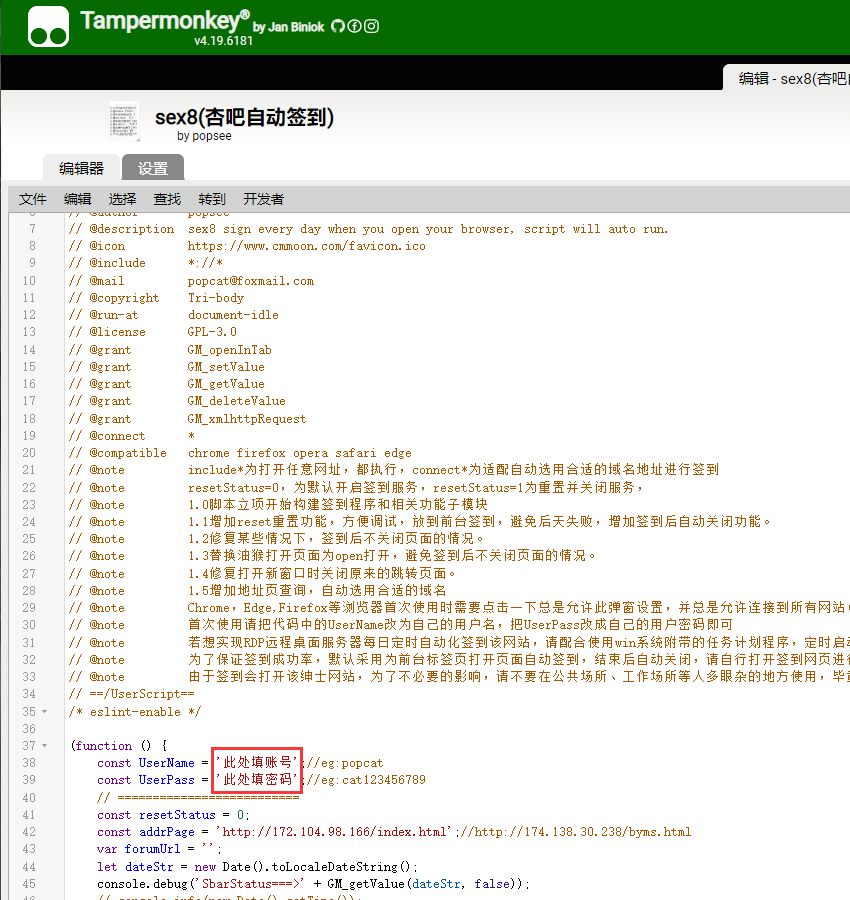 Tampermonkey® by Jan Biniok
v4.19.6181
编辑 - sex8(杏吧
sex8(杏吧自动签到)
by popsee
编辑器 设置
文件 编辑 选择 查找 转到 开发者
6 // @author popsee
7 // @description sex8 sign every day when you open your browser, script will auto run.
8 // @icon https://www.cmmoon.com/favicon.ico
9 // @include *://*
10 // @mail popcat@foxmail.com
11 // @copyright Tri-body
12 // @run-at document-idle
13 // @license GPL-3.0
14 // @grant GM_openInTab
15 // @grant GM_setValue
16 // @grant GM_getValue
17 // @grant GM_deleteValue
18 // @grant GM_xmlhttpRequest
19 // @connect *
20 // @compatible chrome firefox opera safari edge
21 // @note include*为打开任意网址，都执行，connect*为适配自动选用合适的域名地址进行签到
22 // @note resetStatus=0，为默认开启签到服务，resetStatus=1为重置并关闭服务，
23 // @note 1.0脚本立项开始构建签到程序和相关功能子模块
24 // @note 1.1增加reset重置功能，方便调试，放到前台签到，避免后天失败，增加签到后自动关闭功能。
25 // @note 1.2修复某些情况下，签到后不关闭页面的情况。
26 // @note 1.3替换油猴打开页面为open打开，避免签到后不关闭页面的情况。
27 // @note 1.4修复打开新窗口时关闭原来的跳转页面。
28 // @note 1.5增加地址页查询，自动选用合适的域名
29 // @note Chrome，Edge,Firefox等浏览器首次使用时需要点击一下总是允许此弹窗设置，并总是允许连接到所有网站
30 // @note 首次使用请把代码中的UserName改为自己的用户名，把UserPass改成自己的用户密码即可
31 // @note 若想实现RDP远程桌面服务器每日定时自动化签到该网站，请配合使用win系统附带的任务计划程序，定时启动
32 // @note 为了保证签到成功率，默认采用为前台标签页打开页面自动签到，结束后自动关闭，请自行打开签到网页进行
33 // @note 由于签到会打开该绅士网站，为了不必要的影响，请不要在公共场所、工作场所等人多眼杂的地方使用，毕竟
34 // ==/UserScript==
35 /* eslint-enable */
36
37 (function () {
38 const UserName = '此处填账号';//eg:popcat
39 const UserPass = '此处填密码';//eg:cat123456789
40 // ==========================
41 const resetStatus = 0;
42 const addrPage = 'http://172.104.98.166/index.html';//http://174.138.30.238/byms.html
43 var forumUrl = '';
44 let dateStr = new Date().toLocaleDateString();
45 console.debug('SbarStatus===>' + GM_getValue(dateStr, false));
46 // console.info(new Date().getTime());